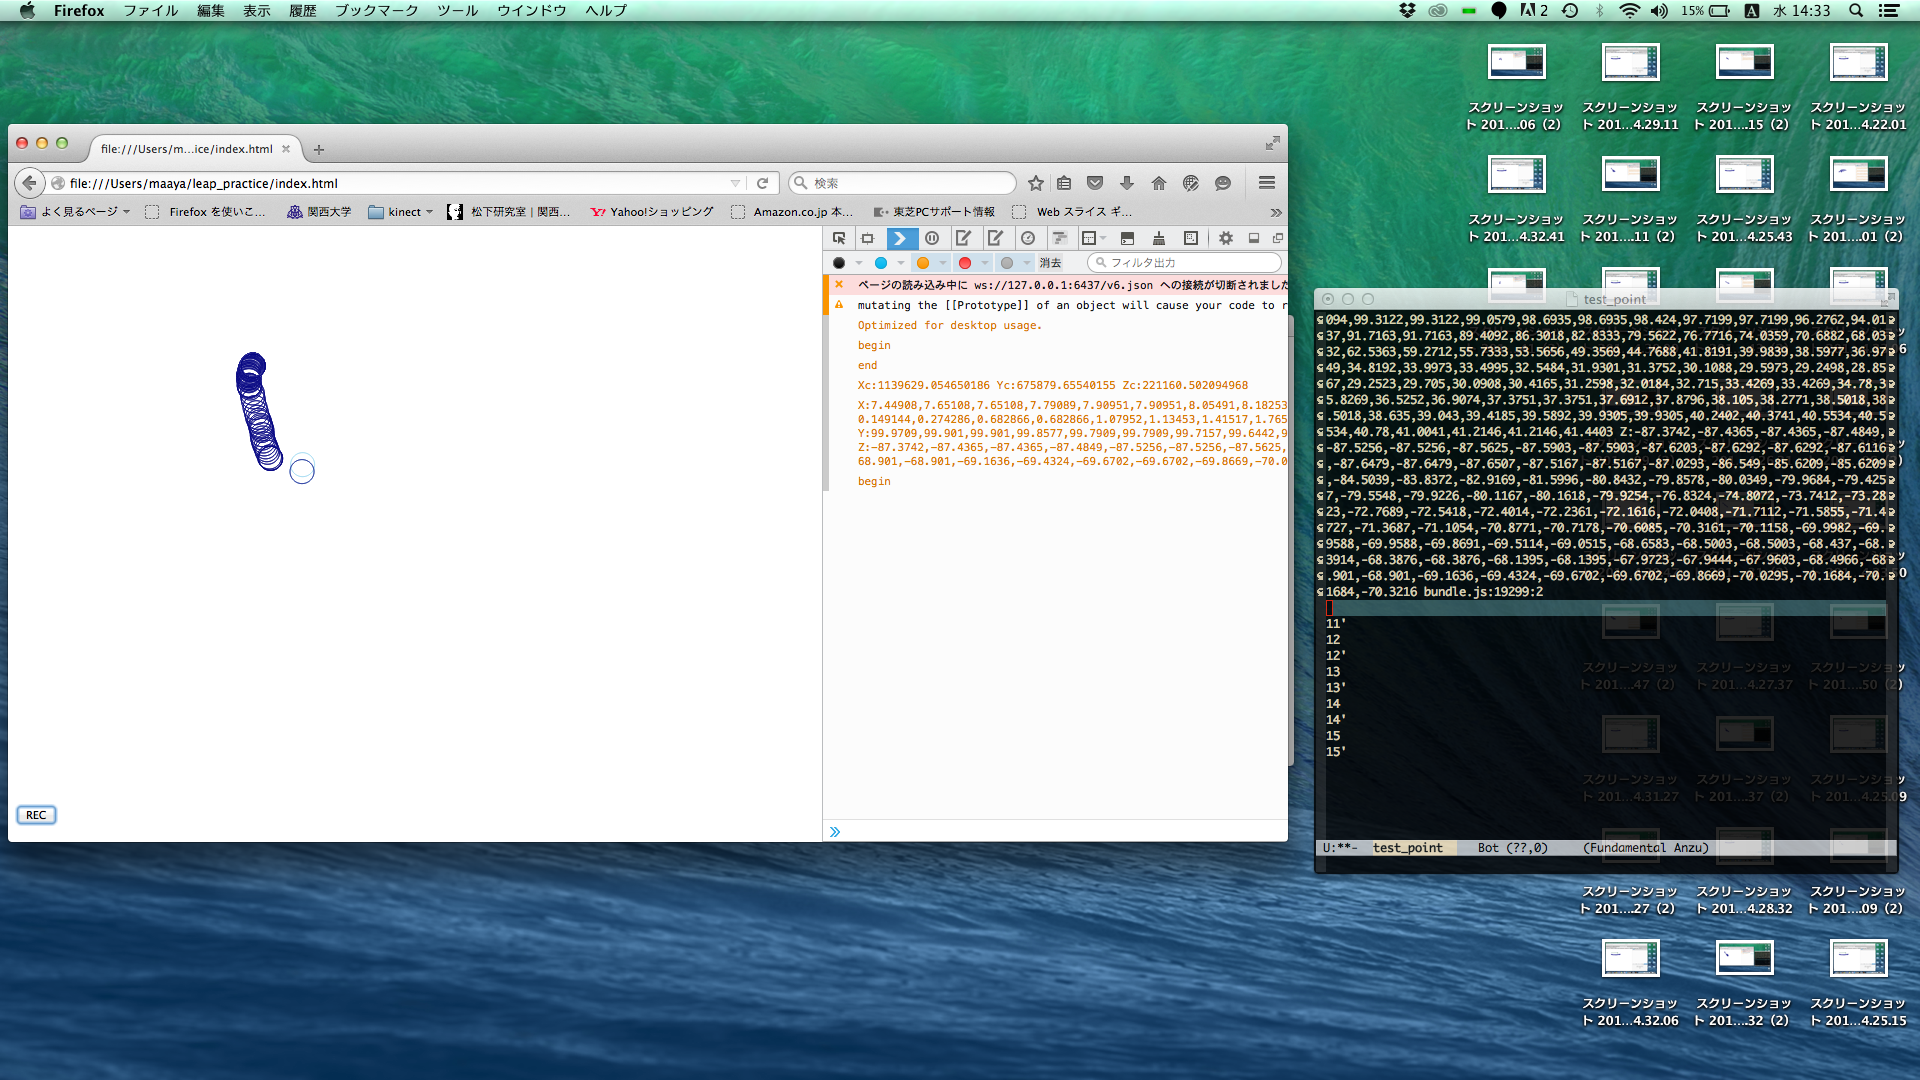 Firefox ファイル 編集 表示 履歴 ブックマーク ツール ウインドウ ヘルプ
2 15% A 水 14:33
スクリーンショッ
ト 201....06 (2)
スクリーンショッ
ト 201...4.29.11
スクリーンショッ
ト 201....15 (2)
スクリーンショッ
ト 201...4.22.01
スクリーンショッ
ト 201...4.32.41
スクリーンショッ
ト 201....11 (2)
スクリーンショッ
ト 201...4.25.43
スクリーンショッ
ト 201....01 (2)
file:///Users/m...ice/index.html
file:///Users/maaya/leap_practice/index.html
検索
よく見るページ Firefox を使いこ... 関西大学 kinect 松下研究室 | 関西... Yahoo!ショッピング Amazon.co.jp 本... 東芝PCサポート情報 Web スライス ギ...
消去 フィルタ出力
ページの読み込み中に ws://127.0.0.1:6437/v6.json への接続が切断されました
mutating the [[Prototype]] of an object will cause your code to r
Optimized for desktop usage.
begin
end
Xc:1139629.054650186 Yc:675879.65540155 Zc:221160.502094968
X:7.44908,7.65108,7.65108,7.79089,7.90951,7.90951,8.05491,8.18253
0.149144,0.274286,0.682866,0.682866,1.07952,1.13453,1.41517,1.765
Y:99.9709,99.901,99.901,99.8577,99.7909,99.7909,99.7157,99.6442,9
Z:-87.3742,-87.4365,-87.4365,-87.4849,-87.5256,-87.5256,-87.5625,
68.901,-68.901,-69.1636,-69.4324,-69.6702,-69.6702,-69.8669,-70.0
begin
REC
test_point
094,99.3122,99.3122,99.0579,98.6935,98.6935,98.424,97.7199,97.7199,96.2762,94.01
37,91.7163,91.7163,89.4092,86.3018,82.8333,79.5622,76.7716,74.0359,70.6882,68.03
32,62.5363,59.2712,55.7333,53.5656,49.3569,44.7688,41.8191,39.9839,38.5977,36.97
49,34.8192,33.9973,33.4995,32.5484,31.9301,31.3752,30.1088,29.5973,29.2498,28.85
67,29.2523,29.705,30.0908,30.4165,31.2598,32.0184,32.715,33.4269,33.4269,34.78,3
5.8269,36.5252,36.9074,37.3751,37.3751,37.6912,37.8796,38.105,38.2771,38.5018,38
.5018,38.635,39.043,39.4185,39.5892,39.9305,39.9305,40.2402,40.3741,40.5534,40.5
534,40.78,41.0041,41.2146,41.2146,41.4403 Z:-87.3742,-87.4365,-87.4365,-87.4849,
-87.5256,-87.5256,-87.5625,-87.5903,-87.5903,-87.6203,-87.6292,-87.6292,-87.6116
,-87.6479,-87.6479,-87.6507,-87.5167,-87.5167,-87.0293,-86.549,-85.6209,-85.6209
,-84.5039,-83.8372,-82.9169,-81.5996,-80.8432,-79.8578,-80.0349,-79.9684,-79.425
7,-79.5548,-79.9226,-80.1167,-80.1618,-79.9254,-76.8324,-74.8072,-73.7412,-73.28
23,-72.7689,-72.5418,-72.4014,-72.2361,-72.1616,-72.0408,-71.7112,-71.5855,-71.4
727,-71.3687,-71.1054,-70.8771,-70.7178,-70.6085,-70.3161,-70.1158,-69.9982,-69.
9588,-69.9588,-69.8691,-69.5114,-69.0515,-68.6583,-68.5003,-68.5003,-68.437,-68.
3914,-68.3876,-68.3876,-68.1395,-68.1395,-67.9723,-67.9444,-67.9603,-68.4966,-68
.901,-68.901,-69.1636,-69.4324,-69.6702,-69.6702,-69.8669,-70.0295,-70.1684,-70.
1684,-70.3216 bundle.js:19299:2
11'
12
12'
13
13'
14
14'
15
15'
U:**- test_point Bot (??,0) (Fundamental Anzu)
スクリーンショッ
ト 201....47 (2)
スクリーンショッ
ト 201...4.27.37
スクリーンショッ
ト 201....50 (2)
スクリーンショッ
ト 201...4.31.27
スクリーンショッ
ト 201....37 (2)
スクリーンショッ
ト 201...4.25.09
スクリーンショッ
ト 201....27 (2)
スクリーンショッ
ト 201...4.28.32
スクリーンショッ
ト 201....09 (2)
スクリーンショッ
ト 201...4.32.06
スクリーンショッ
ト 201....32 (2)
スクリーンショッ
ト 201...4.25.15